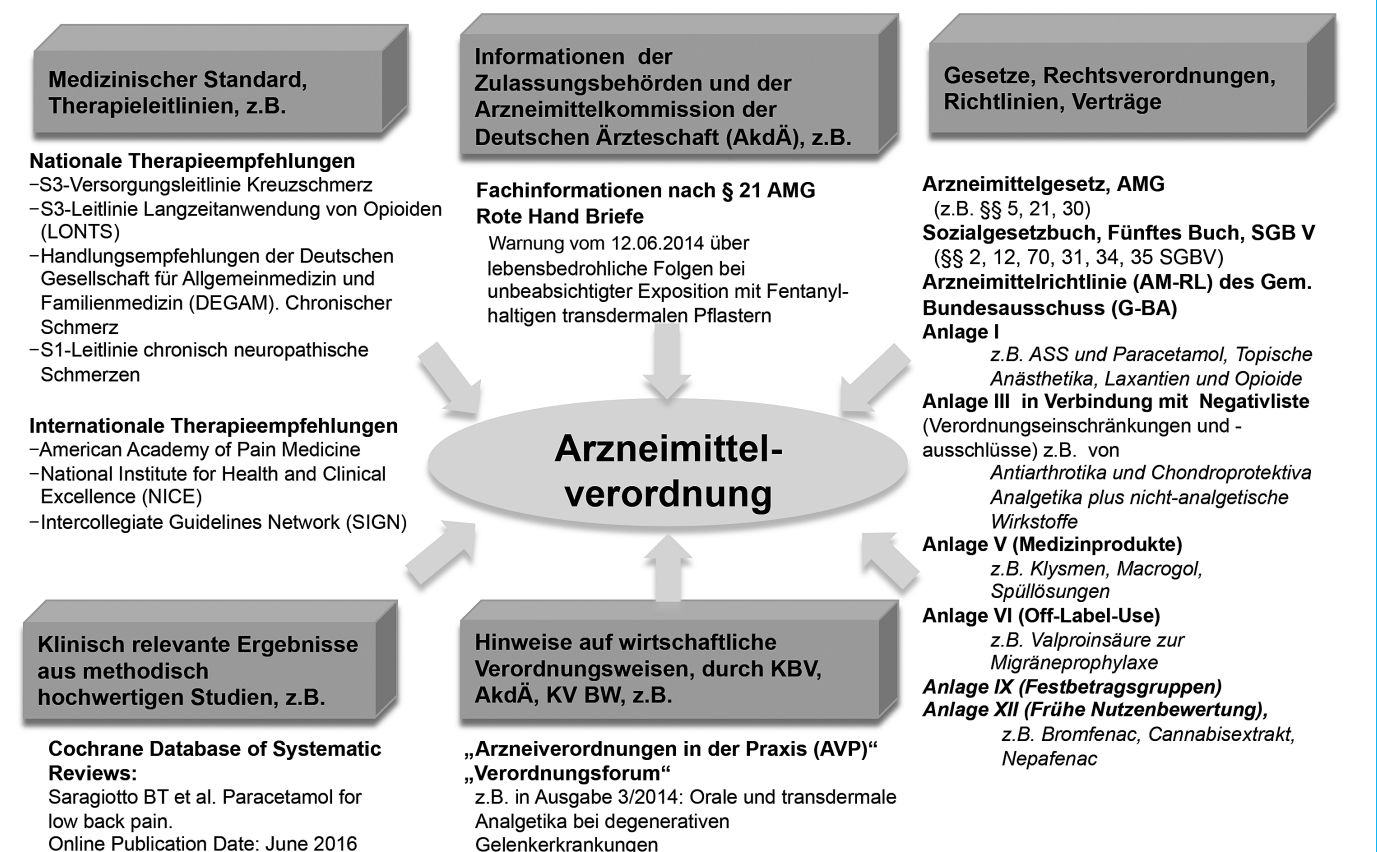 Medizinischer Standard,
Therapieleitlinien, z.B.
Nationale Therapieempfehlungen
–S3-Versorgungsleitlinie Kreuzschmerz
–S3-Leitlinie Langzeitanwendung von Opioiden
(LONTS)
–Handlungsempfehlungen der Deutschen
Gesellschaft für Allgemeinmedizin und
Familienmedizin (DEGAM). Chronischer
Schmerz
–S1-Leitlinie chronisch neuropathische
Schmerzen
Internationale Therapieempfehlungen
–American Academy of Pain Medicine
–National Institute for Health and Clinical
Excellence (NICE)
–Intercollegiate Guidelines Network (SIGN)
Informationen der
Zulassungsbehörden und der
Arzneimittelkommission der
Deutschen Ärzteschaft (AkdÄ), z.B.
Fachinformationen nach § 21 AMG
Rote Hand Briefe
Warnung vom 12.06.2014 über
lebensbedrohliche Folgen bei
unbeabsichtigter Exposition mit Fentanyl-
haltigen transdermalen Pflastern
Gesetze, Rechtsverordnungen,
Richtlinien, Verträge
Arzneimittelgesetz, AMG
(z.B. §§ 5, 21, 30)
Sozialgesetzbuch, Fünftes Buch, SGB V
(§§ 2, 12, 70, 31, 34, 35 SGBV)
Arzneimittelrichtlinie (AM-RL) des Gem.
Bundesausschuss (G-BA)
Anlage I
z.B. ASS und Paracetamol, Topische
Anästhetika, Laxantien und Opioide
Anlage III in Verbindung mit Negativliste
(Verordnungseinschränkungen und -
ausschlüsse) z.B. von
Antiarthrotika und Chondroprotektiva
Analgetika plus nicht-analgetische
Wirkstoffe
Anlage V (Medizinprodukte)
z.B. Klysmen, Macrogol,
Spüllösungen
Anlage VI (Off-Label-Use)
z.B. Valproinsäure zur
Migräneprophylaxe
Anlage IX (Festbetragsgruppen)
Anlage XII (Frühe Nutzenbewertung),
z.B. Bromfenac, Cannabisextrakt,
Nepafenac
Arzneimittel-
verordnung
Klinisch relevante Ergebnisse
aus methodisch
hochwertigen Studien, z.B.
Cochrane Database of Systematic
Reviews:
Saragiotto BT et al. Paracetamol for
low back pain.
Online Publication Date: June 2016
Hinweise auf wirtschaftliche
Verordnungsweisen, durch KBV,
AkdÄ, KV BW, z.B.
„Arzneiverordnungen in der Praxis (AVP)“
„Verordnungsforum“
z.B. in Ausgabe 3/2014: Orale und transdermale
Analgetika bei degenerativen
Gelenkerkrankungen